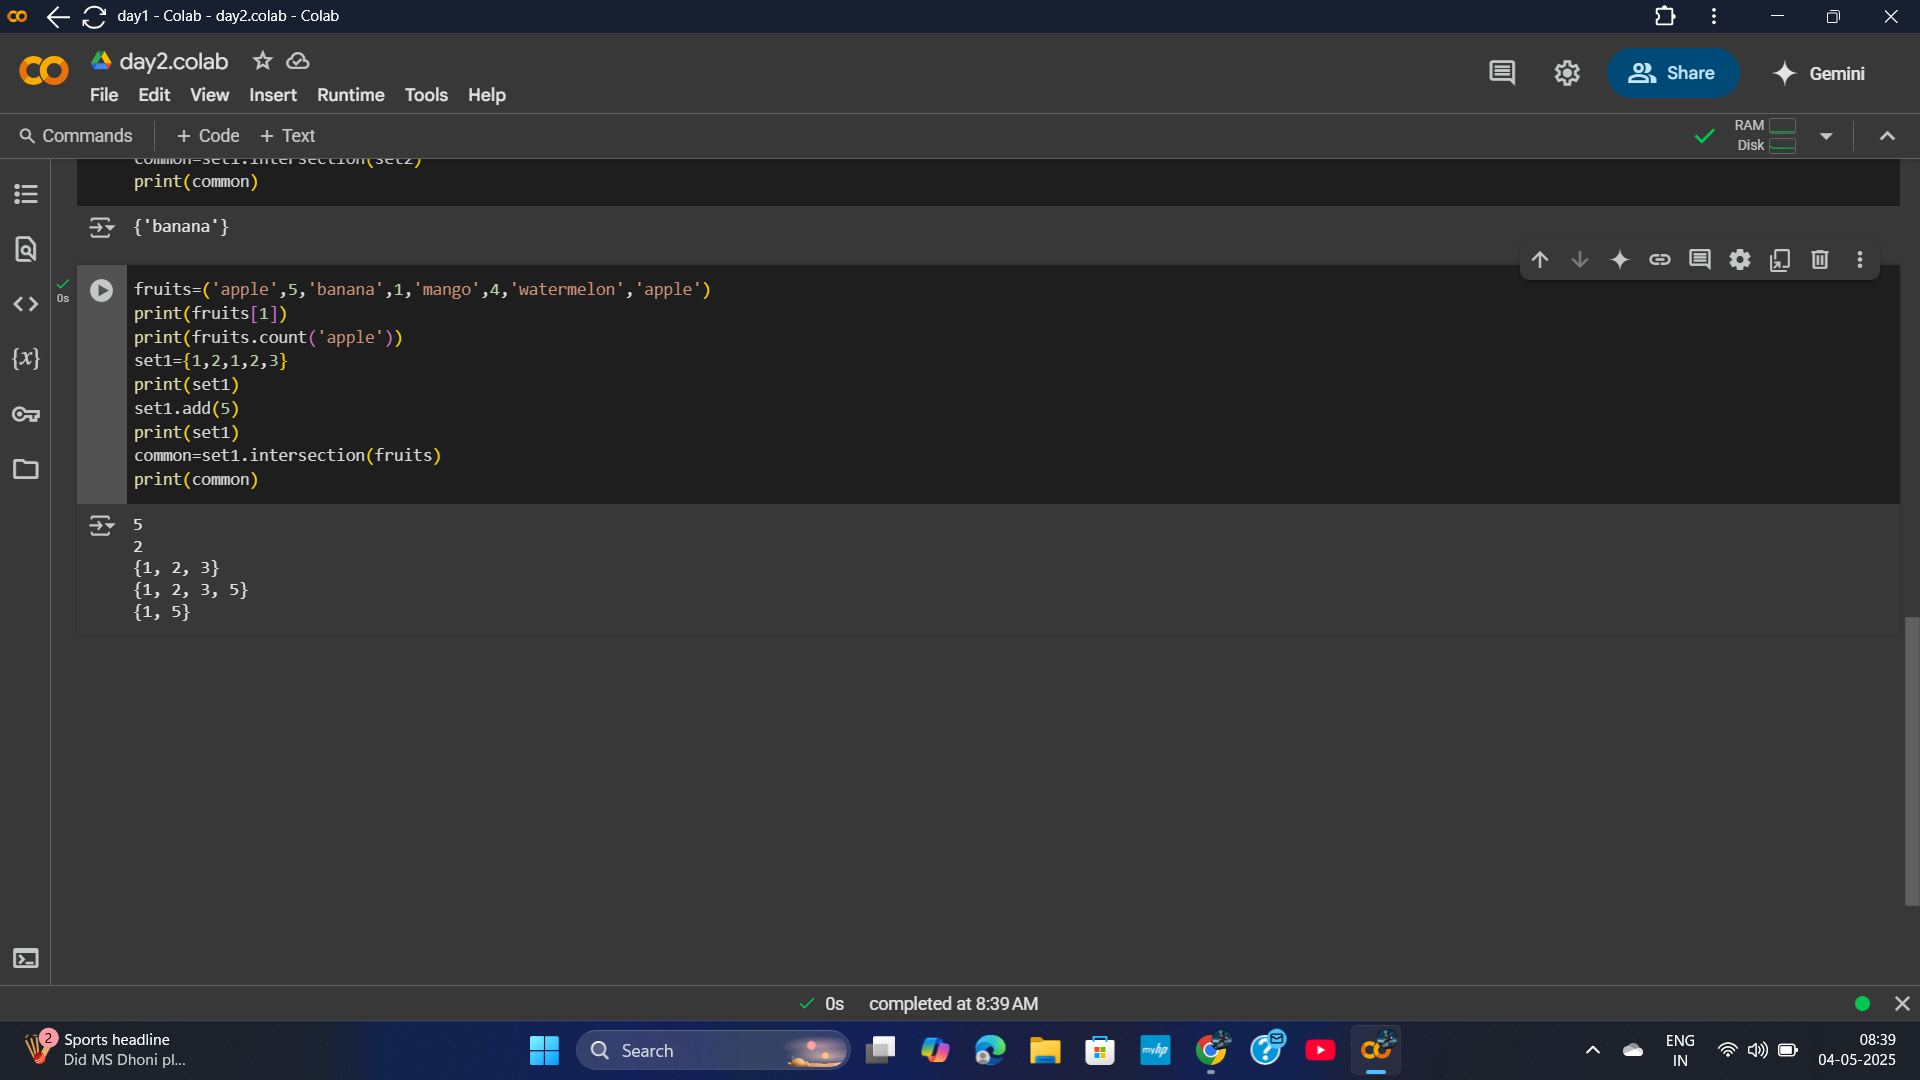 day1 - Colab - day2.colab - Colab
day2.colab
File Edit View Insert Runtime Tools Help
Share
Gemini
Commands + Code + Text
RAM
Disk
common=set1.intersection(set2)
print(common)
{'banana'}
0s
fruits=('apple',5,'banana',1,'mango',4,'watermelon','apple')
print(fruits[1])
print(fruits.count('apple'))
set1={1,2,1,2,3}
print(set1)
set1.add(5)
print(set1)
common=set1.intersection(fruits)
print(common)
{x}
5
2
{1, 2, 3}
{1, 2, 3, 5}
{1, 5}
0s completed at 8:39 AM
2
Sports headline
Did MS Dhoni pl...
Search
myhp
ENG
IN
08:39
04-05-2025